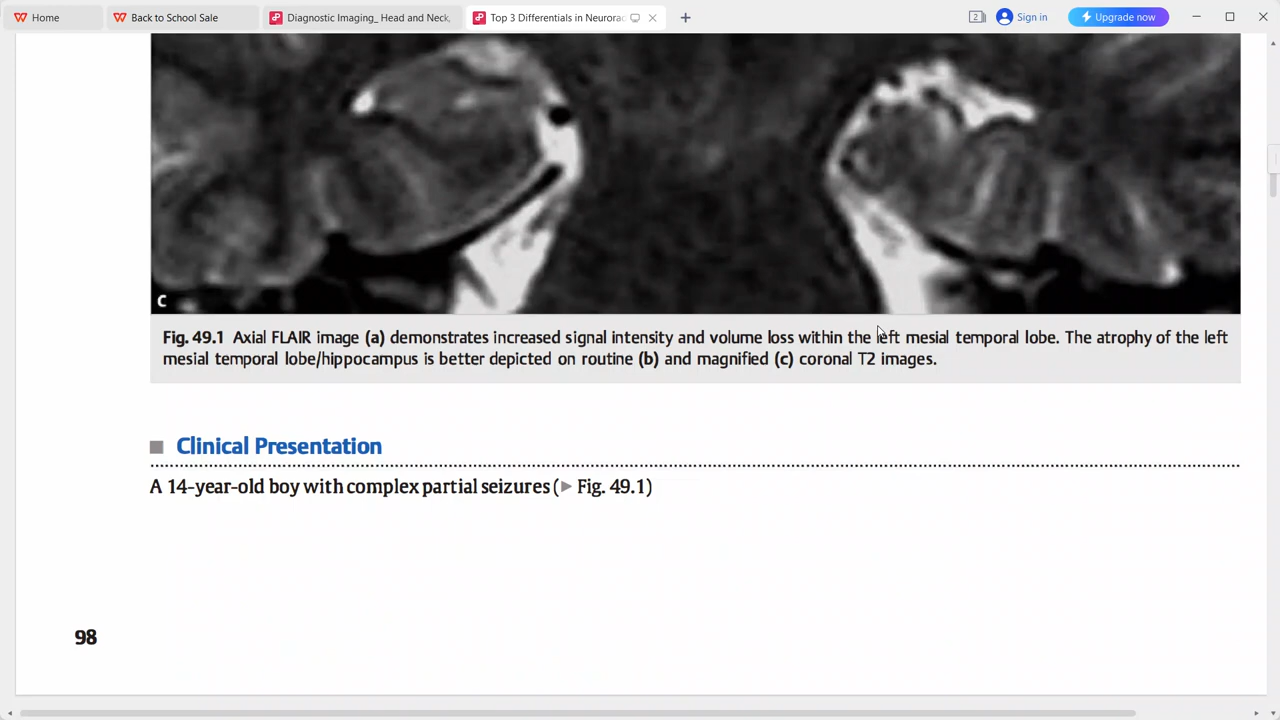 Home
Back to School Sale
Diagnostic Imaging_ Head and Neck,
Top 3 Differentials in Neurorad
2
Sign in
Upgrade now
C
Fig. 49.1 Axial FLAIR image (a) demonstrates increased signal intensity and volume loss within the left mesial temporal lobe. The atrophy of the left
mesial temporal lobe/hippocampus is better depicted on routine (b) and magnified (c) coronal T2 images.
Clinical Presentation
A 14-year-old boy with complex partial seizures (► Fig. 49.1)
98